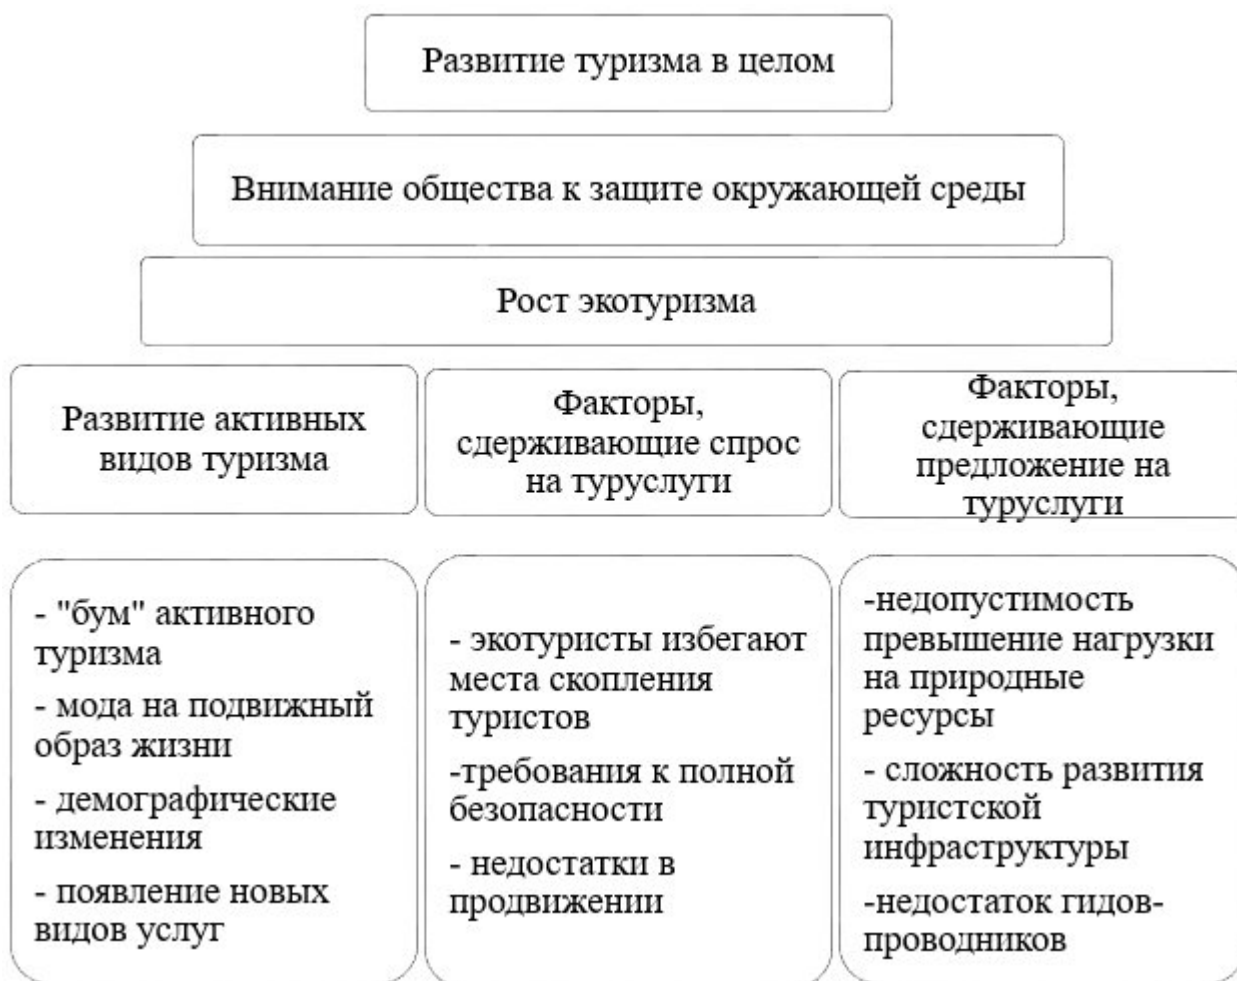 Развитие туризма в целом
Внимание общества к защите окружающей среды
Рост экотуризма
Развитие активных
видов туризма
Факторы,
сдерживающие спрос
на туруслуги
Факторы,
сдерживающие
предложение на
туруслуги
- "бум" активного
туризма
- мода на подвижный
образ жизни
- демографические
изменения
- появление новых
видов услуг
- экотуристы избегают
места скопления
туристов
-требования к полной
безопасности
- недостатки в
продвижении
-недопустимость
превышение нагрузки
на природные
ресурсы
- сложность развития
туристской
инфраструктуры
-недостаток гидов-
проводников